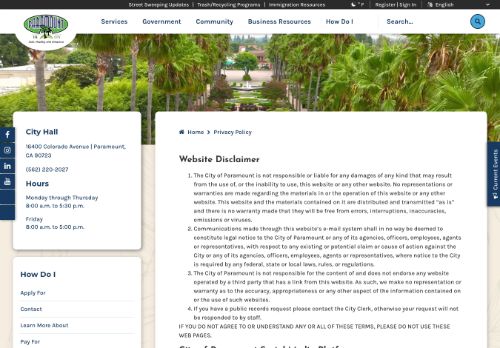 Street Sweeping Updates | Trash/Recycling Programs | Immigration Resources
°F
Register | Sign In
English
PARAMOUNT
Services
Government
Community
Business Resources
How Do I
Search...
City Hall
16400 Colorado Avenue | Paramount,
CA 90723
(562) 220-2027
Hours
Monday through Thursday
8:00 a.m. to 5:30 p.m.
Friday
8:00 a.m. to 5:00 p.m.
How Do I
Apply For
Contact
Learn More About
Pay For
Home > Privacy Policy
Website Disclaimer
1. The City of Paramount is not responsible or liable for any damages of any kind that may result
from the use of, or the inability to use, this website or any other website. No representations or
warranties are made regarding the materials in or the operation of this website or any other
website. This website and the materials contained on it are distributed and transmitted "as is"
and there is no warranty made that they will be free from errors, interruptions, inaccuracies,
omissions or viruses.
2. Communications made through this website's e-mail system shall in no way be deemed to
constitute legal notice to the City of Paramount or any of its agencies, officers, employees, agents
or representatives, with respect to any existing or potential claim or cause of action against the
City or any of its agencies, officers, employees, agents or representatives, where notice to the City
is required by any federal, state or local laws, rules, or regulations.
3. The City of Paramount is not responsible for the content of and does not endorse any website
operated by a third party that has a link from this website. As such, we make no representation or
warranty as to the accuracy, appropriateness or any other aspect of the information contained on
or the use of such websites.
4. If you have a public records request please contact the City Clerk, otherwise your request will not
be responded to by staff.
IF YOU DO NOT AGREE TO OR UNDERSTAND ANY OR ALL OF THESE TERMS, PLEASE DO NOT USE THESE
WEB PAGES.
Current Events